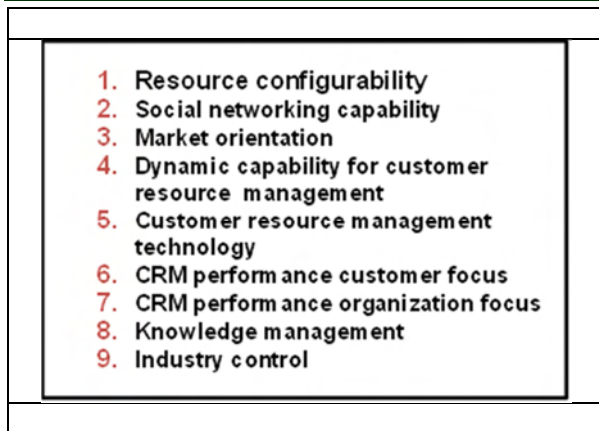 1. Resource configurability
2. Social networking capability
3. Market orientation
4. Dynamic capability for customer
resource management
5. Customer resource management
technology
6. CRM performance customer focus
7. CRM performance organization focus
8. Knowledge management
9. Industry control